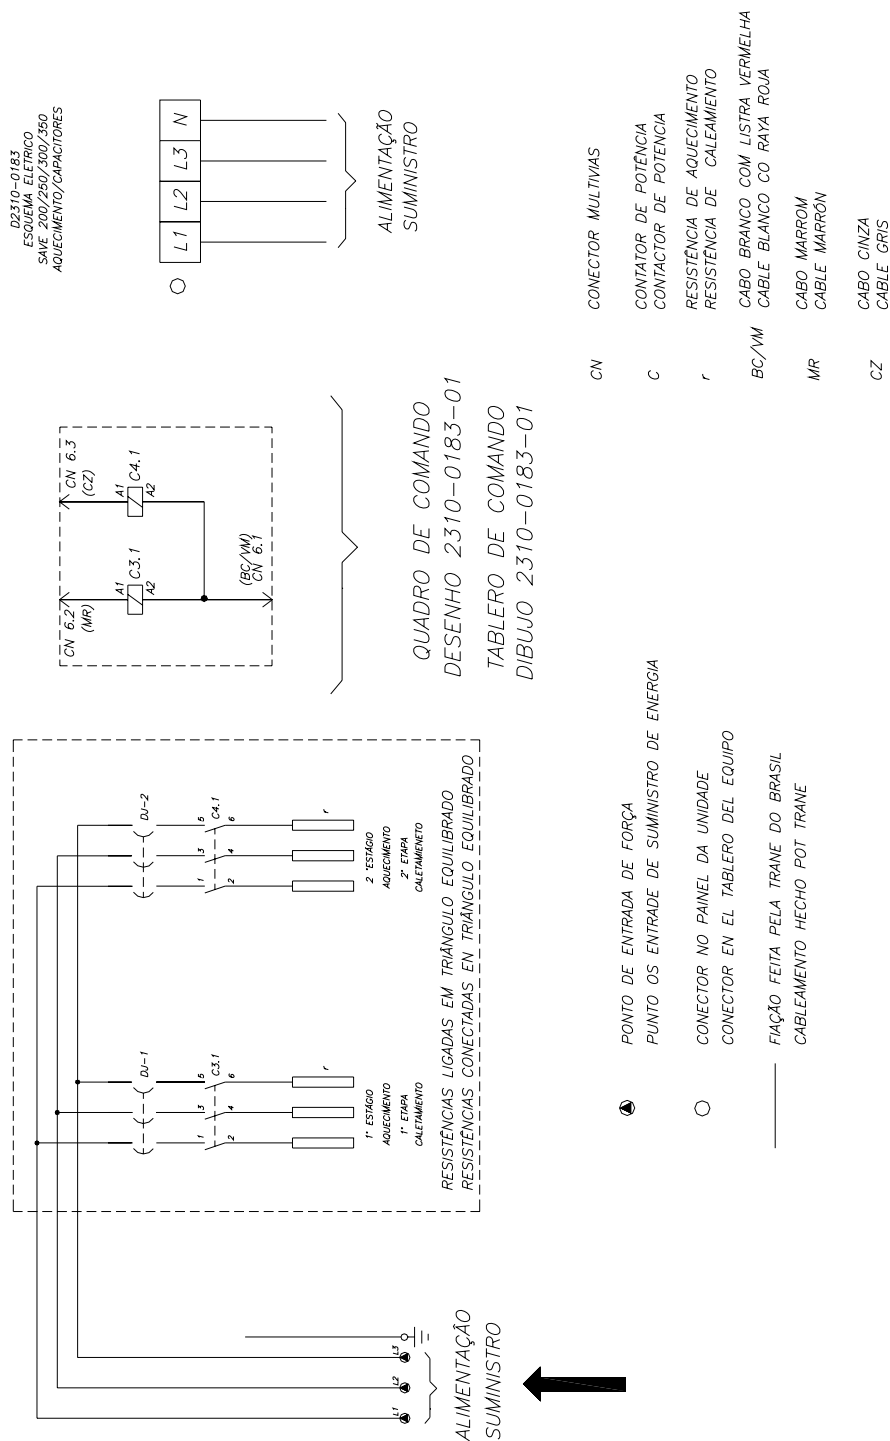 D2310-0183
ESQUEMA ELETRICO
SAVE 200/250/300/350
AQUECIMENTO/CAPACITORES
L1 L2 L3 N
ALIMENTAÇÃO
SUMINISTRO
CN 6.2
(MR)
CN 6.3
(CZ)
A1
A2
C3.1
A1
A2
C4.1
(BC/VM)
CN 6.1
QUADRO DE COMANDO
DESENHO 2310-0183-01
TABLERO DE COMANDO
DIBUJO 2310-0183-01
DJ-1
1 3 5
C3.1
2 4 6
r
1° ESTÁGIO
AQUECIMENTO
1° ETAPA
CALETAMIENTO
DJ-2
1 3 5
C4.1
2 4 6
r
2 °ESTÁGIO
AQUECIMENTO
2° ETAPA
CALETAMIENETO
RESISTÊNCIAS LIGADAS EM TRIÂNGULO EQUILIBRADO
RESISTÊNCIAS CONECTADAS EN TRIÂNGULO EQUILIBRADO
L1
L2
L3
ALIMENTAÇÃO
SUMINISTRO
PONTO DE ENTRADA DE FORÇA
PUNTO OS ENTRADE DE SUMINISTRO DE ENERGIA
CONECTOR NO PAINEL DA UNIDADE
CONECTOR EN EL TABLERO DEL EQUIPO
FIAÇÃO FEITA PELA TRANE DO BRASIL
CABLEAMENTO HECHO POT TRANE
CN CONECTOR MULTIVIAS
C CONTATOR DE POTÊNCIA
CONTACTOR DE POTENCIA
r RESISTÊNCIA DE AQUECIMENTO
RESISTÊNCIA DE CALEAMIENTO
BC/VM CABO BRANCO COM LISTRA VERMELHA
CABLE BLANCO CO RAYA ROJA
MR CABO MARROM
CABLE MARRÓN
CZ CABO CINZA
CABLE GRIS